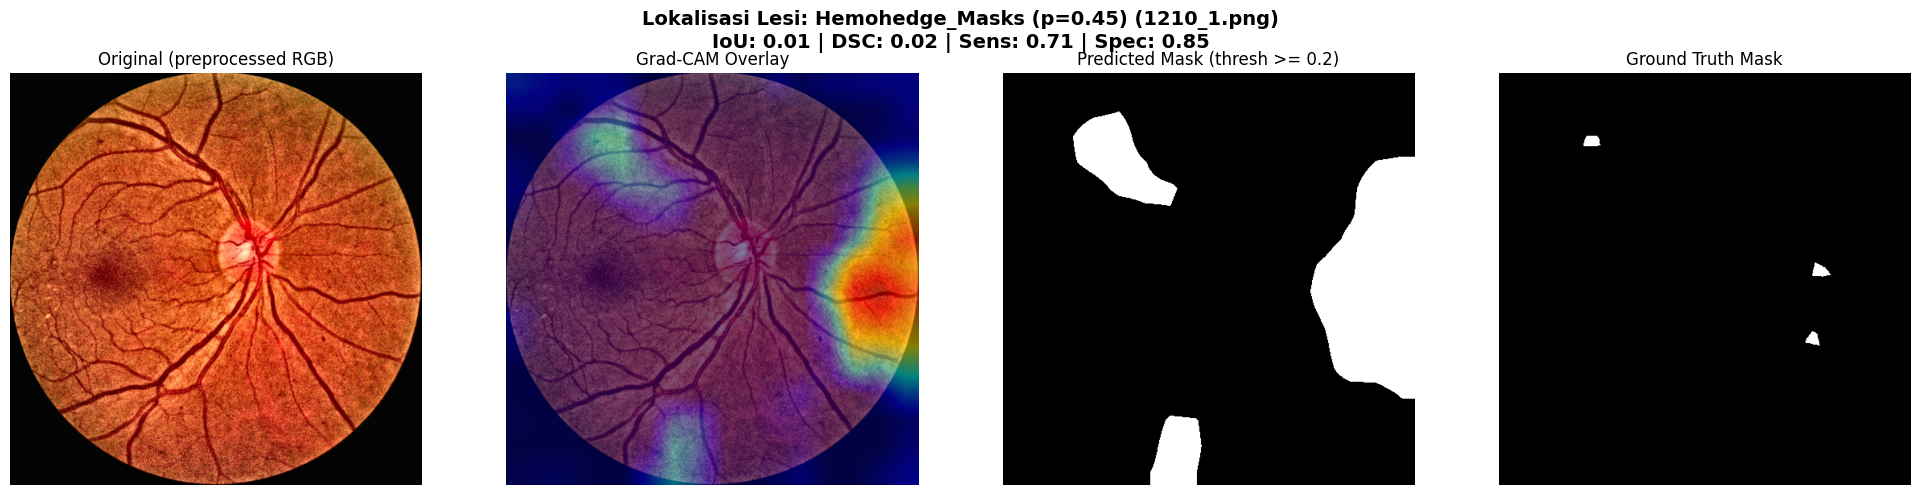 Lokalisasi Lesi: Hemohedge_Masks (p=0.45) (1210_1.png)
IoU: 0.01 | DSC: 0.02 | Sens: 0.71 | Spec: 0.85
Original (preprocessed RGB)
Grad-CAM Overlay
Predicted Mask (thresh >= 0.2)
Ground Truth Mask